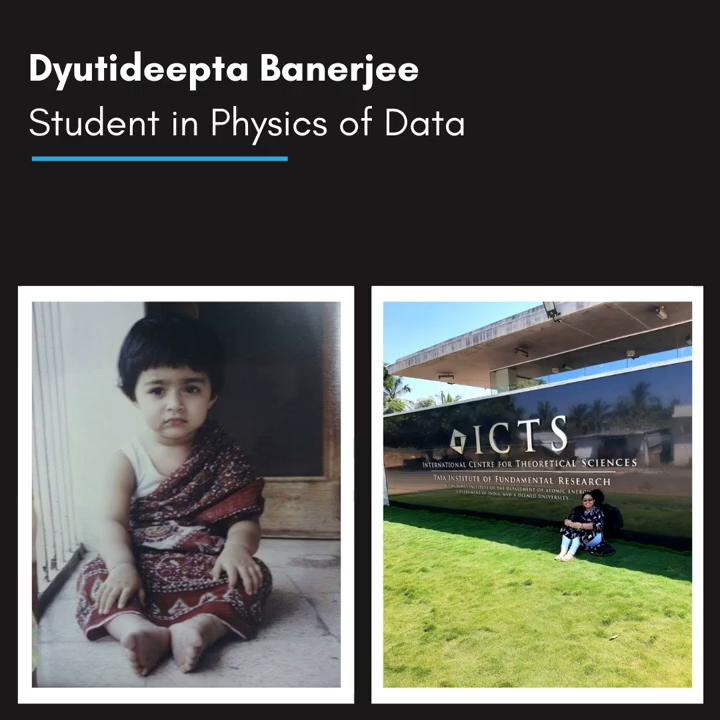 Dyutideepta Banerjee
Student in Physics of Data
ICTS
INTERNATIONAL CENTRE FOR THEORETICAL SCIENCES
TATA INSTITUTE OF FUNDAMENTAL RESEARCH